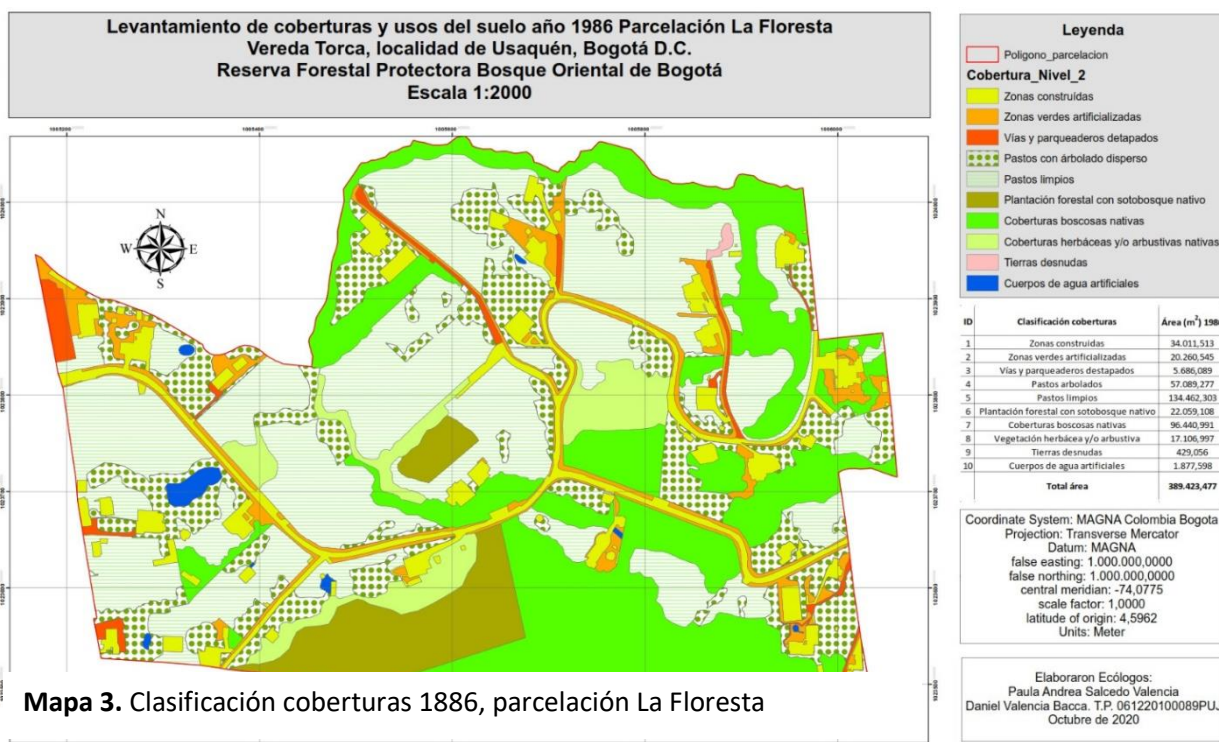 Levantamiento de coberturas y usos del suelo año 1986 Parcelación La Floresta
Vereda Torca, localidad de Usaquén, Bogotá D.C.
Reserva Forestal Protectora Bosque Oriental de Bogotá
Escala 1:2000
N
W E
S
Mapa 3. Clasificación coberturas 1886, parcelación La Floresta
Leyenda
Poligono_parcelacion
Cobertura_Nivel_2
Zonas construídas
Zonas verdes artificializadas
Vías y parqueaderos detapados
Pastos con árbolado disperso
Pastos limpios
Plantación forestal con sotobosque nativo
Coberturas boscosas nativas
Coberturas herbáceas y/o arbustivas nativas
Tierras desnudas
Cuerpos de agua artificiales
ID Clasificación coberturas Área (m²) 198
1 Zonas construidas 34.011,513
2 Zonas verdes artificializadas 20.260,545
3 Vías y parqueaderos destapados 5.686,089
4 Pastos arbolados 57.089,277
5 Pastos limpios 134.462,303
6 Plantación forestal con sotobosque nativo 22.059,108
7 Coberturas boscosas nativas 96.440,991
8 Vegetación herbácea y/o arbustiva 17.106,997
9 Tierras desnudas 429,056
10 Cuerpos de agua artificiales 1.877,598
Total área 389.423,477
Coordinate System: MAGNA Colombia Bogota
Projection: Transverse Mercator
Datum: MAGNA
false easting: 1.000.000,0000
false northing: 1.000.000,0000
central meridian: -74,0775
scale factor: 1,0000
latitude of origin: 4,5962
Units: Meter
Elaboraron Ecólogos:
Paula Andrea Salcedo Valencia
Daniel Valencia Bacca. T.P. 061220100089PUJ
Octubre de 2020